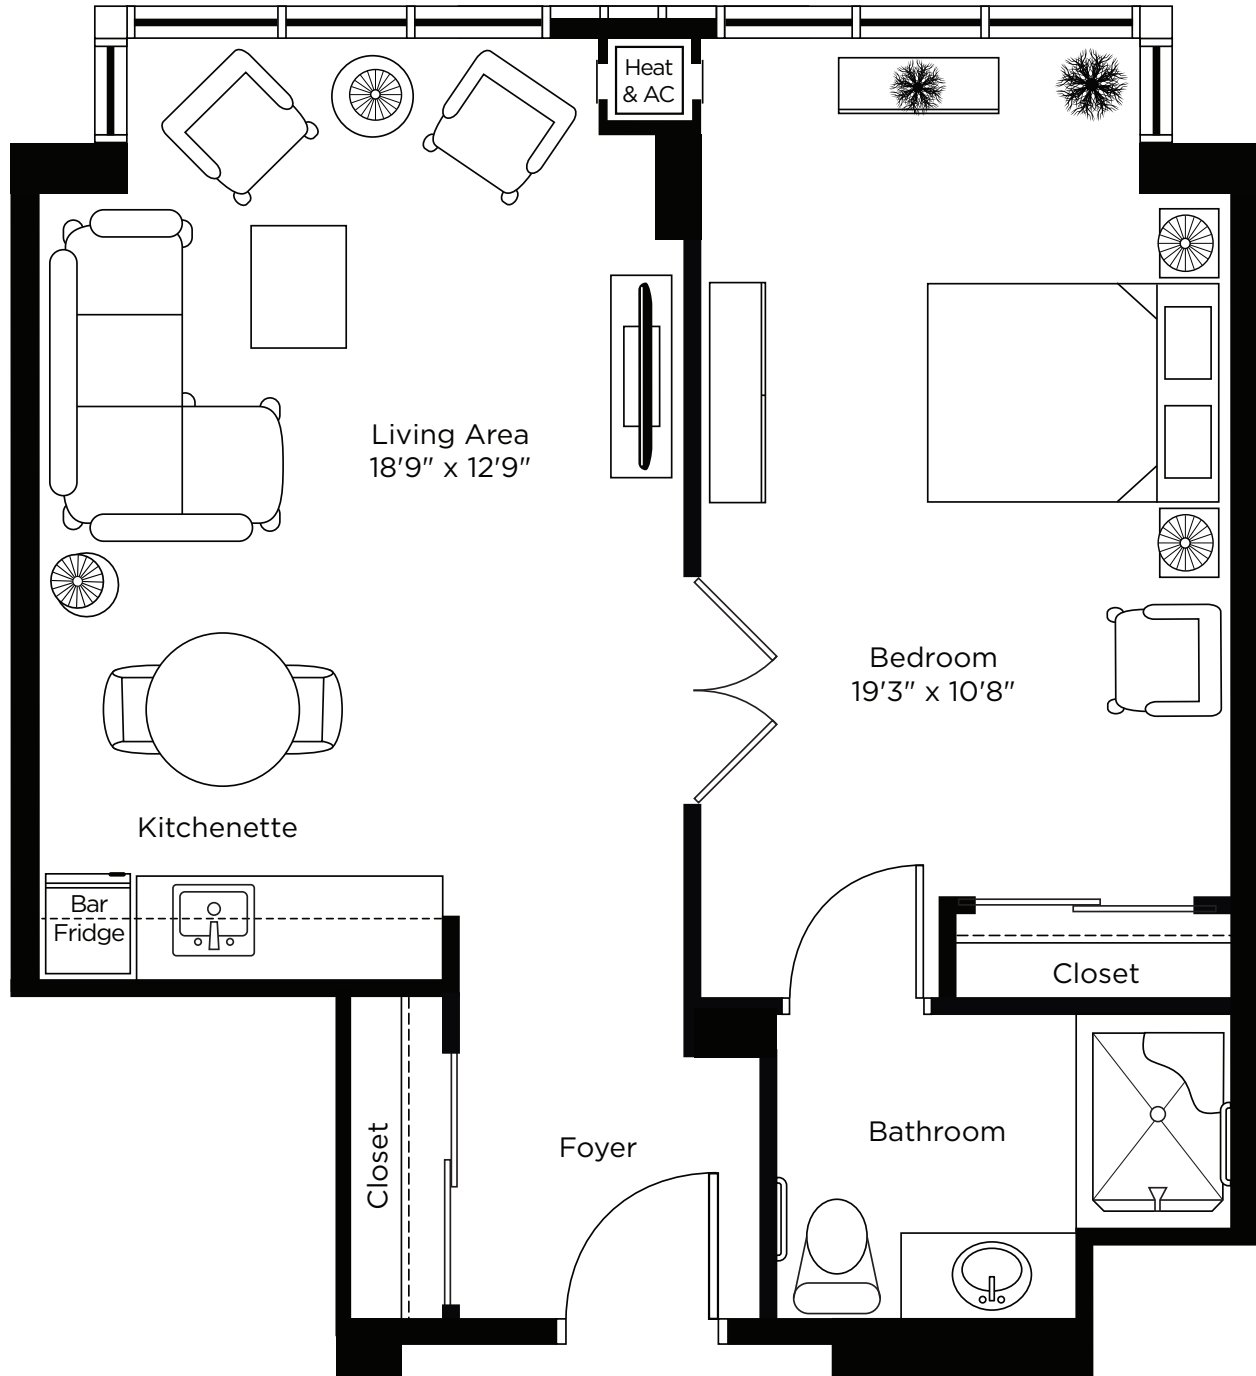 Heat
& AC
Living Area
18'9" x 12'9"
Bedroom
19'3" x 10'8"
Kitchenette
Bar
Fridge
Closet
Closet
Foyer
Bathroom